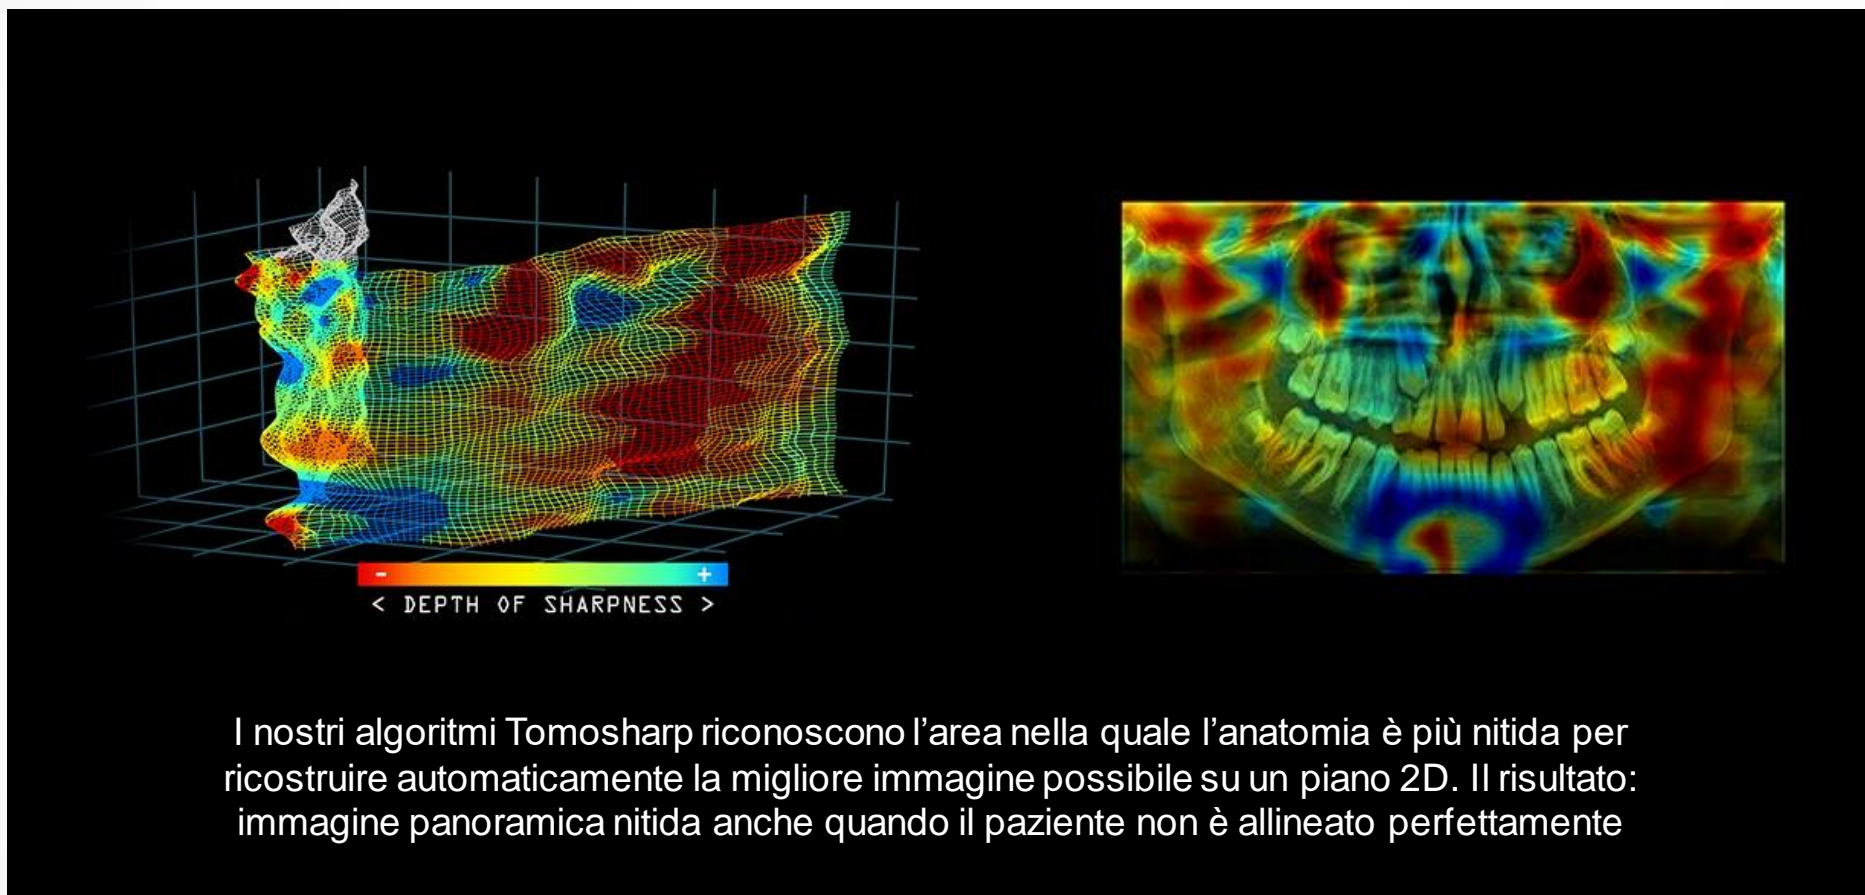 -
+
< DEPTH OF SHARPNESS >
I nostri algoritmi Tomosharp riconoscono l’area nella quale l’anatomia è più nitida per
ricostruire automaticamente la migliore immagine possibile su un piano 2D. Il risultato:
immagine panoramica nitida anche quando il paziente non è allineato perfettamente